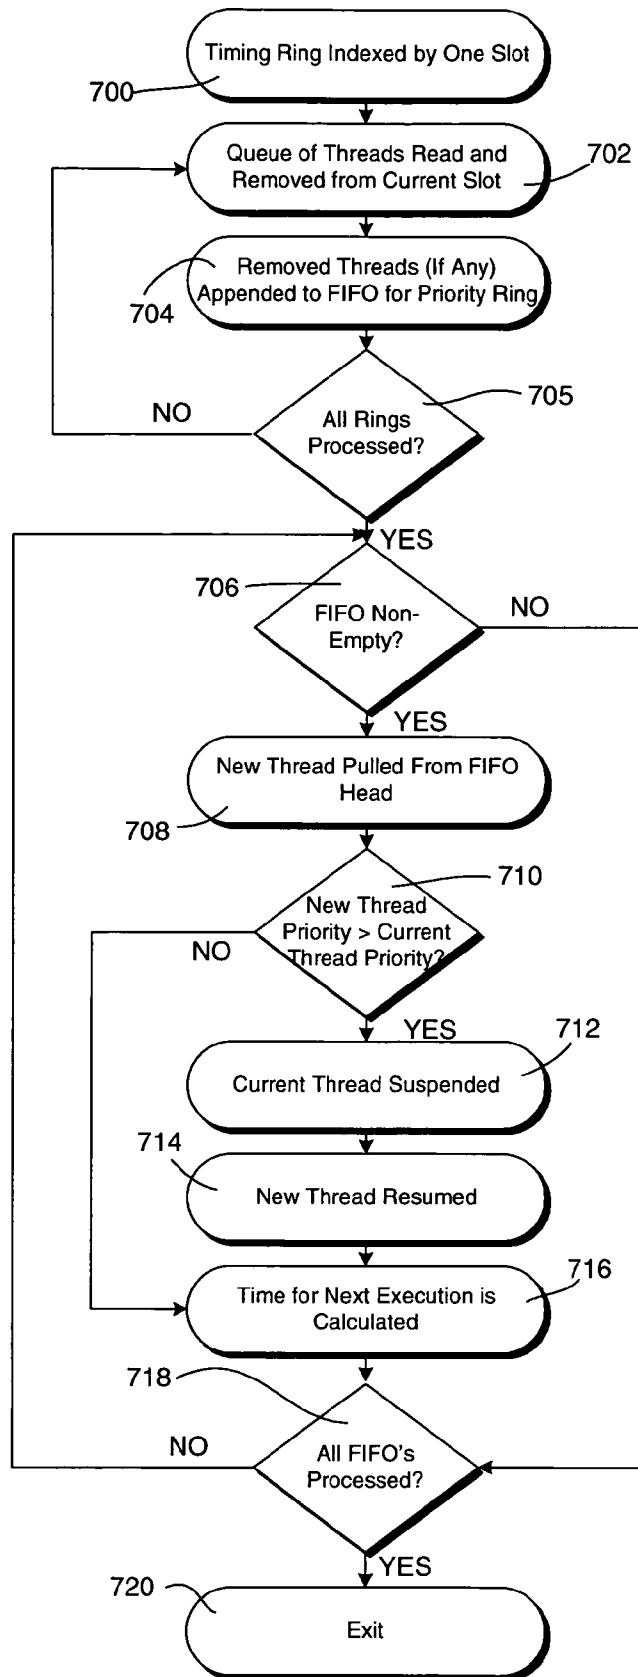 Timing Ring Indexed by One Slot
700
Queue of Threads Read and
Removed from Current Slot
702
Removed Threads (If Any)
Appended to FIFO for Priority Ring
704
705
NO
All Rings
Processed?
YES
706
NO
FIFO Non-
Empty?
YES
New Thread Pulled From FIFO
Head
708
710
New Thread
Priority > Current
Thread Priority?
NO
YES
712
Current Thread Suspended
714
New Thread Resumed
716
Time for Next Execution is
Calculated
718
NO
All FIFO's
Processed?
YES
720
Exit